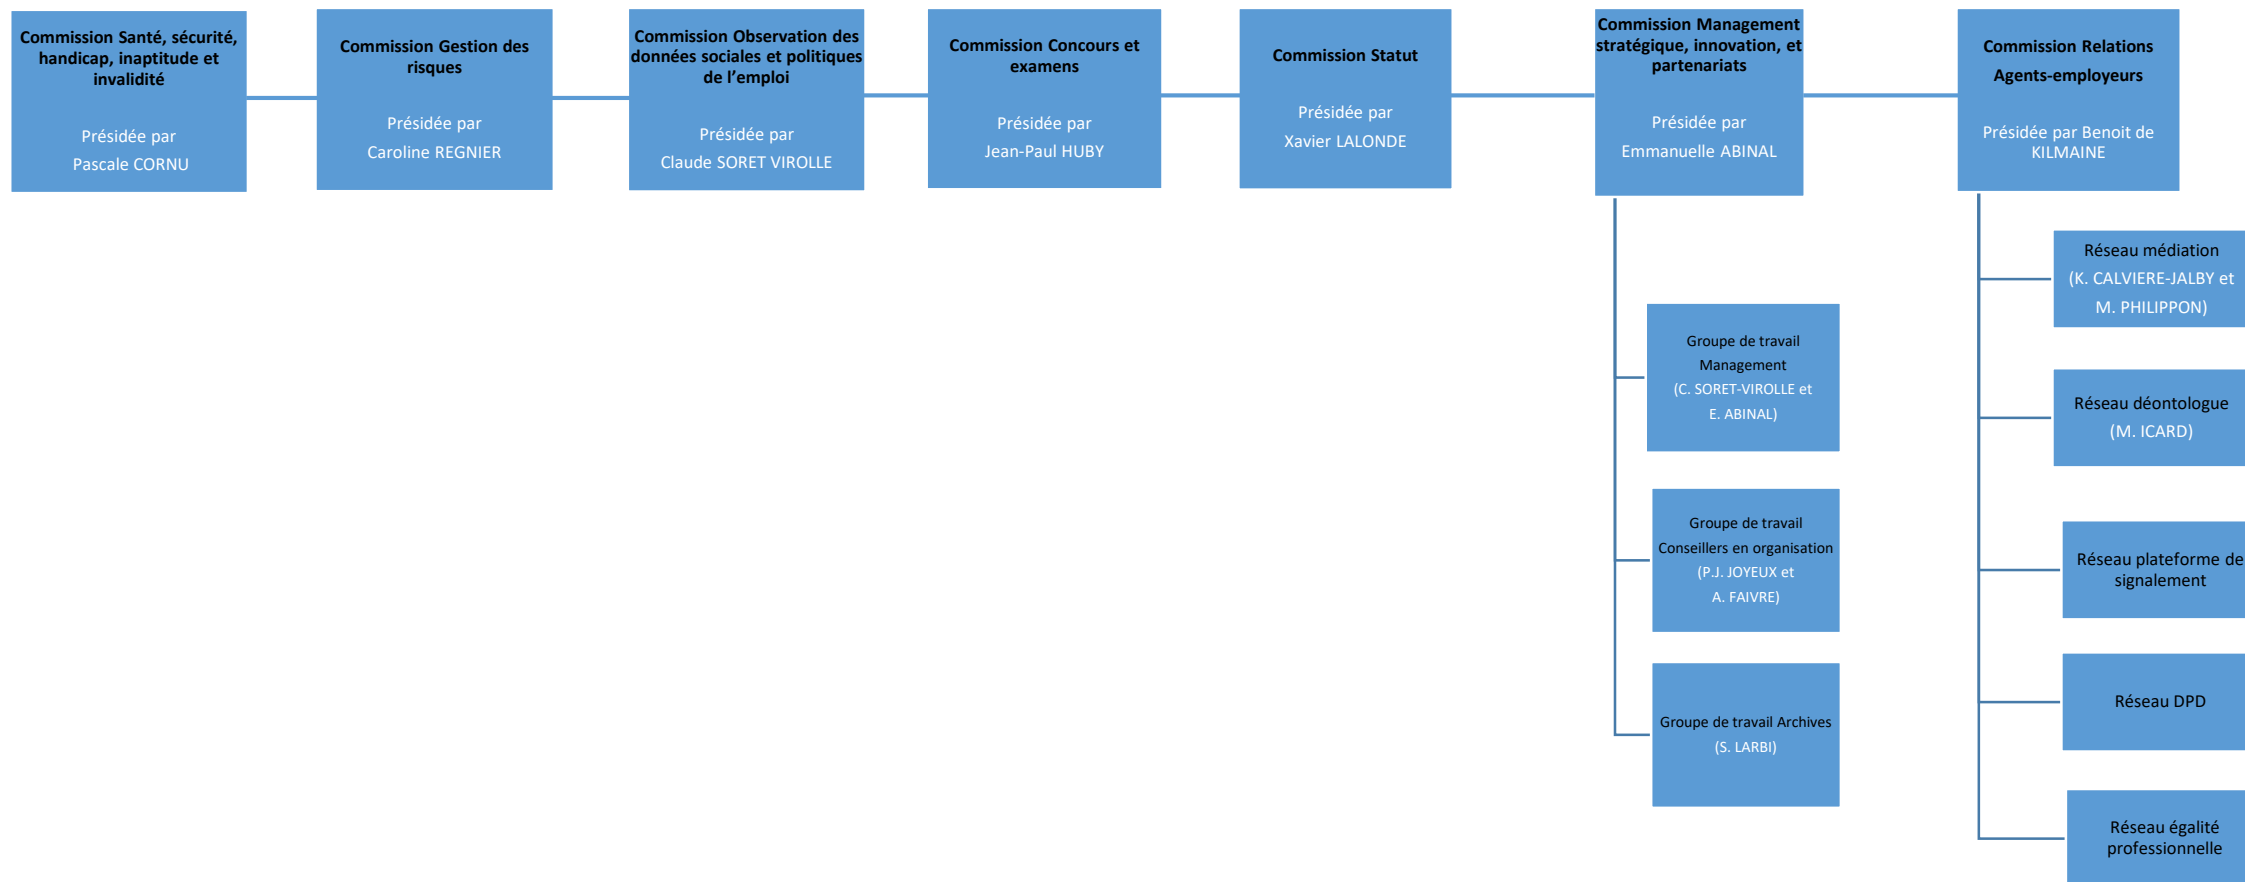 Commission Santé, sécurité,
handicap, inaptitude et
invalidité
Présidée par
Pascale CORNU
Commission Gestion des
risques
Présidée par
Caroline REGNIER
Commission Observation des
données sociales et politiques
de l’emploi
Présidée par
Claude SORET VIROLLE
Commission Concours et
examens
Présidée par
Jean-Paul HUBY
Commission Statut
Présidée par
Xavier LALONDE
Commission Management
stratégique, innovation, et
partenariats
Présidée par
Emmanuelle ABINAL
Commission Relations
Agents-employeurs
Présidée par Benoit de
KILMAINE
Groupe de travail
Management
(C. SORET-VIROLLE et
E. ABINAL)
Groupe de travail
Conseillers en organisation
(P.J. JOYEUX et
A. FAIVRE)
Groupe de travail Archives
(S. LARBI)
Réseau médiation
(K. CALVIERE-JALBY et
M. PHILIPPON)
Réseau déontologue
(M. ICARD)
Réseau plateforme de
signalement
Réseau DPD
Réseau égalité
professionnelle